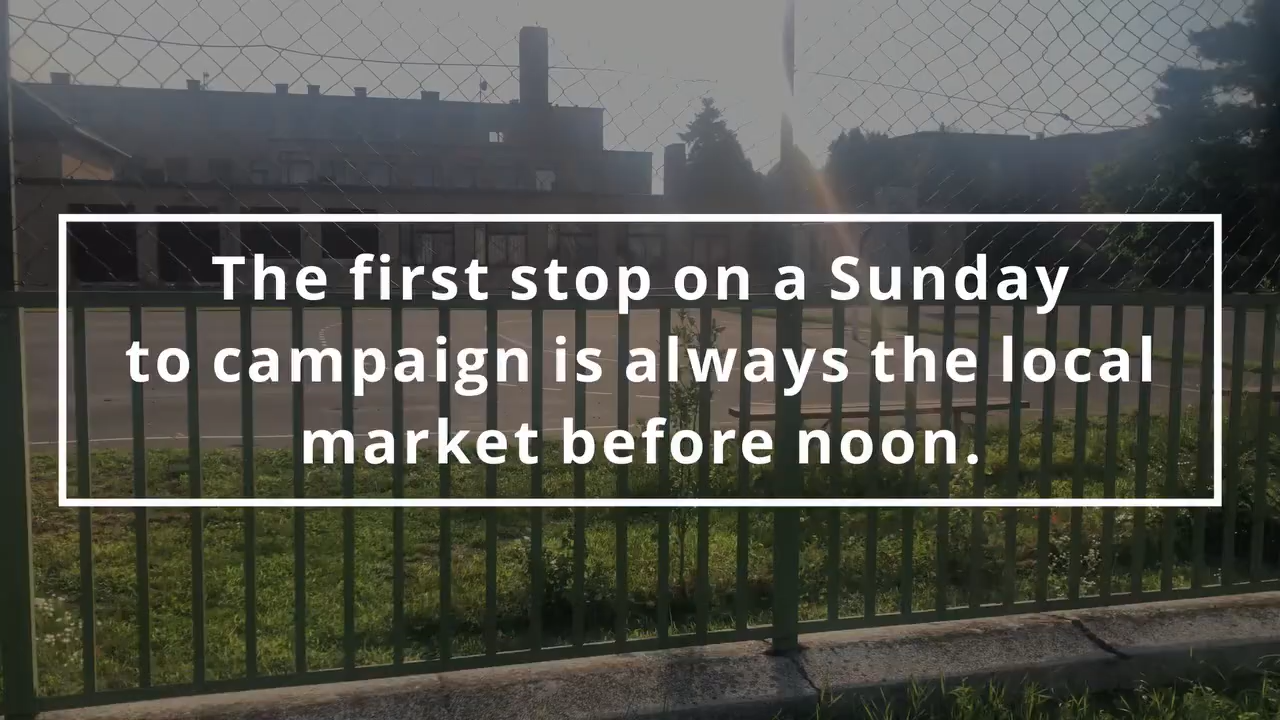 The first stop on a Sunday
to campaign is always the local
market before noon.